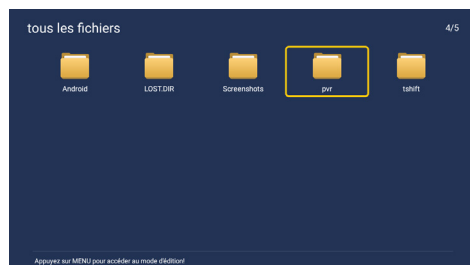 tous les fichiers 4/5
Android LOST.DIR Screenshots pvr tshift
Appuyez sur MENU pour accéder au mode d'édition!